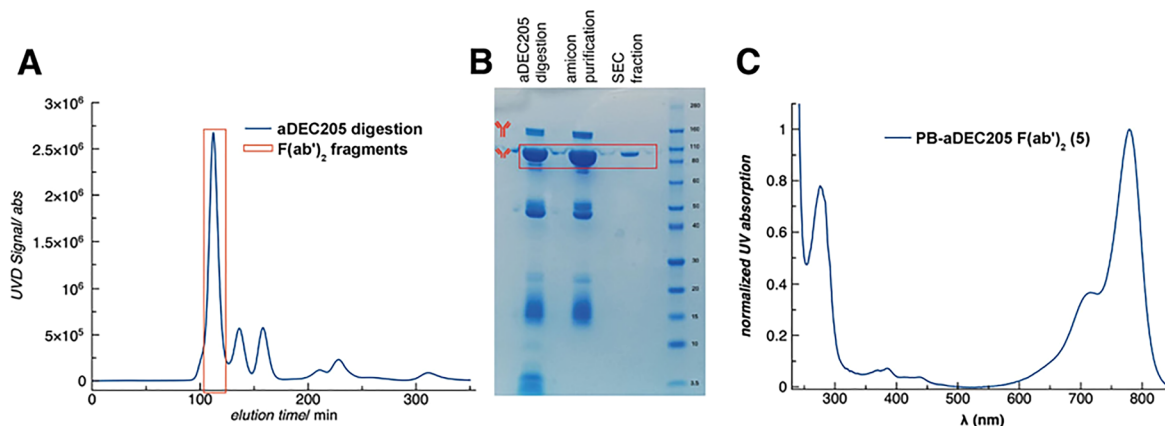 A
3×10⁶
2.5×10⁶
2×10⁶
1.5×10⁶
1×10⁶
5×10⁵
0
UVD Signal/ abs
0 100 200 300
elution time/ min
aDEC205 digestion
F(ab')₂ fragments
B
aDEC205
digestion
amicon
purification
SEC
fraction
260
160
110
80
60
50
40
30
20
15
10
3.5
C
PB-aDEC205 F(ab')₂ (5)
1
0.8
0.6
0.4
0.2
0
normalized UV absorption
300 400 500 600 700 800
λ (nm)